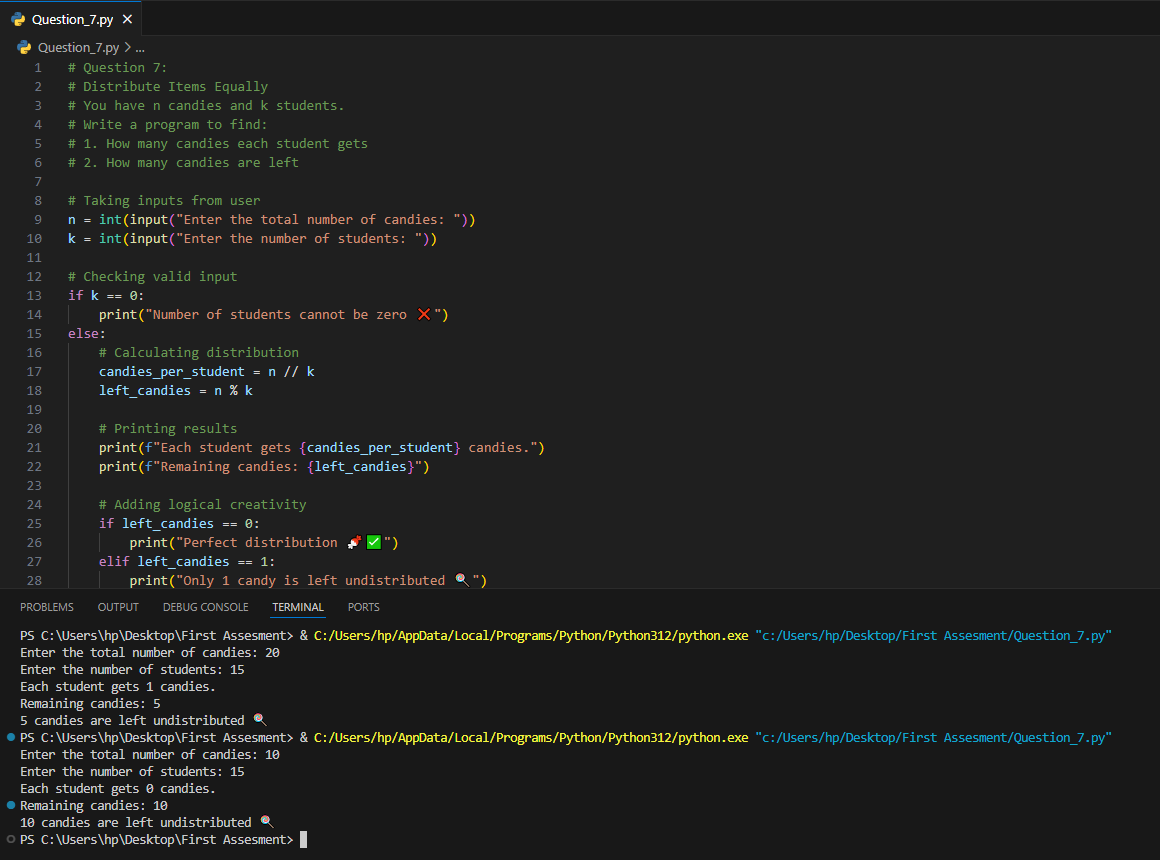 Question_7.py ×
Question_7.py > ...
1 # Question 7:
2 # Distribute Items Equally
3 # You have n candies and k students.
4 # Write a program to find:
5 # 1. How many candies each student gets
6 # 2. How many candies are left
7
8 # Taking inputs from user
9 n = int(input("Enter the total number of candies: "))
10 k = int(input("Enter the number of students: "))
11
12 # Checking valid input
13 if k == 0:
14     print("Number of students cannot be zero ❌")
15 else:
16     # Calculating distribution
17     candies_per_student = n // k
18     left_candies = n % k
19
20     # Printing results
21     print(f"Each student gets {candies_per_student} candies.")
22     print(f"Remaining candies: {left_candies}")
23
24     # Adding logical creativity
25     if left_candies == 0:
26         print("Perfect distribution 🍬✅")
27     elif left_candies == 1:
28         print("Only 1 candy is left undistributed 🍭")
PROBLEMS OUTPUT DEBUG CONSOLE TERMINAL PORTS
PS C:\Users\hp\Desktop\First Assesment> & C:/Users/hp/AppData/Local/Programs/Python/Python312/python.exe "c:/Users/hp/Desktop/First Assesment/Question_7.py"
Enter the total number of candies: 20
Enter the number of students: 15
Each student gets 1 candies.
Remaining candies: 5
5 candies are left undistributed 🍭
PS C:\Users\hp\Desktop\First Assesment> & C:/Users/hp/AppData/Local/Programs/Python/Python312/python.exe "c:/Users/hp/Desktop/First Assesment/Question_7.py"
Enter the total number of candies: 10
Enter the number of students: 15
Each student gets 0 candies.
Remaining candies: 10
10 candies are left undistributed 🍭
PS C:\Users\hp\Desktop\First Assesment>